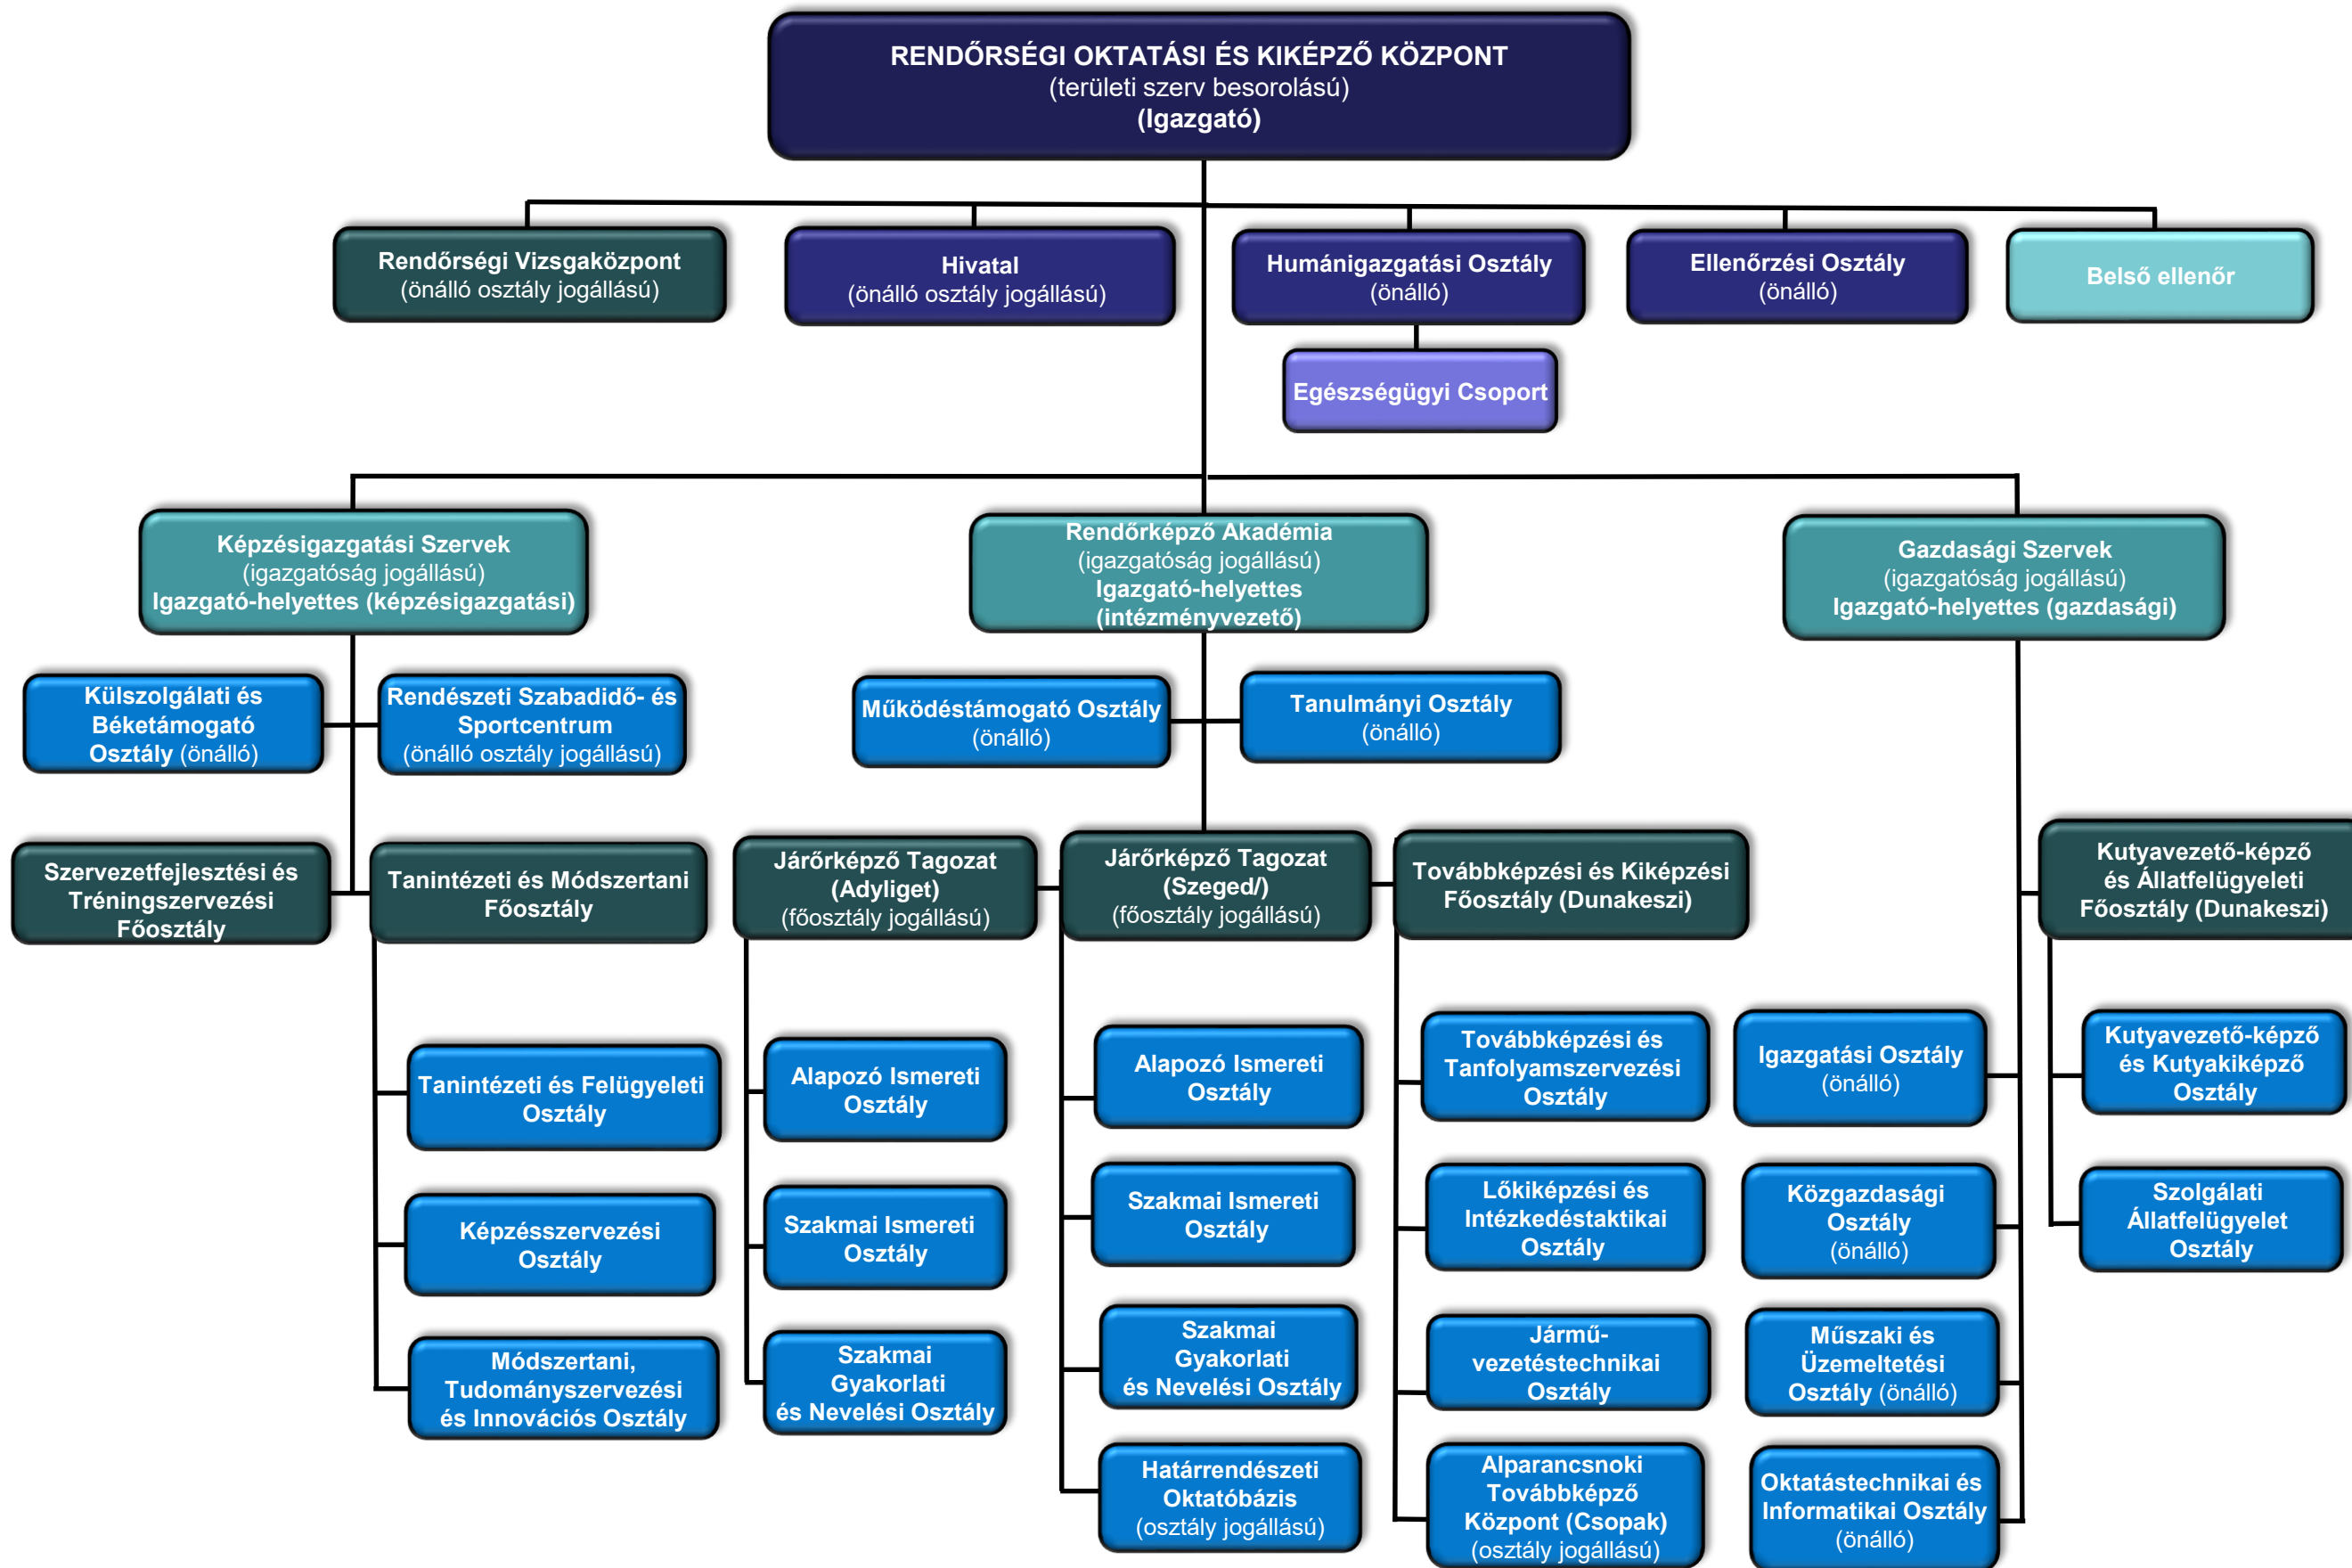 RENDŐRSÉGI OKTATÁSI ÉS KIKÉPZŐ KÖZPONT
(területi szerv besorolású)
(Igazgató)
Rendőrségi Vizsgaközpont
(önálló osztály jogállású)
Hivatal
(önálló osztály jogállású)
Humánigazgatási Osztály
(önálló)
Ellenőrzési Osztály
(önálló)
Belső ellenőr
Egészségügyi Csoport
Képzésigazgatási Szervek
(igazgatóság jogállású)
Igazgató-helyettes (képzésigazgatási)
Rendőrképző Akadémia
(igazgatóság jogállású)
Igazgató-helyettes
(intézményvezető)
Gazdasági Szervek
(igazgatóság jogállású)
Igazgató-helyettes (gazdasági)
Külszolgálati és
Béketámogató
Osztály (önálló)
Rendészeti Szabadidő- és
Sportcentrum
(önálló osztály jogállású)
Működéstámogató Osztály
(önálló)
Tanulmányi Osztály
(önálló)
Szervezetfejlesztési és
Tréningszervezési
Főosztály
Tanintézeti és Módszertani
Főosztály
Járőrképző Tagozat
(Adyliget)
(főosztály jogállású)
Járőrképző Tagozat
(Szeged/)
(főosztály jogállású)
Továbbképzési és Kiképzési
Főosztály (Dunakeszi)
Kutyavezető-képző
és Állatfelügyeleti
Főosztály (Dunakeszi)
Tanintézeti és Felügyeleti
Osztály
Képzésszervezési
Osztály
Módszertani,
Tudományszervezési
és Innovációs Osztály
Alapozó Ismereti
Osztály
Szakmai Ismereti
Osztály
Szakmai
Gyakorlati
és Nevelési Osztály
Alapozó Ismereti
Osztály
Szakmai Ismereti
Osztály
Szakmai
Gyakorlati
és Nevelési Osztály
Határrendészeti
Oktatóbázis
(osztály jogállású)
Továbbképzési és
Tanfolyamszervezési
Osztály
Lőkiképzési és
Intézkedéstaktikai
Osztály
Jármű-
vezetéstechnikai
Osztály
Alparancsnoki
Továbbképző
Központ (Csopak)
(osztály jogállású)
Igazgatási Osztály
(önálló)
Közgazdasági
Osztály
(önálló)
Műszaki és
Üzemeltetési
Osztály (önálló)
Oktatástechnikai és
Informatikai Osztály
(önálló)
Kutyavezető-képző
és Kutyakiképző
Osztály
Szolgálati
Állatfelügyelet
Osztály